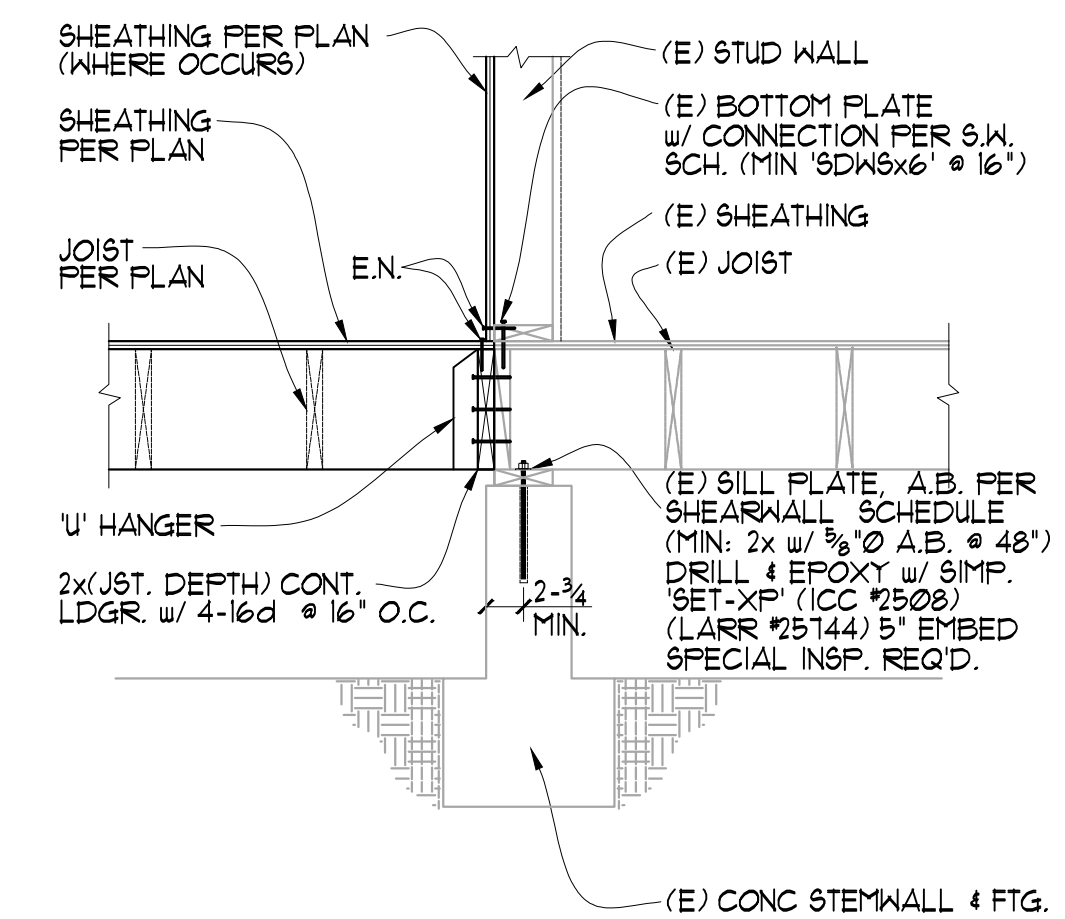 SHEATHING PER PLAN
(WHERE OCCURS)
SHEATHING
PER PLAN
JOIST
PER PLAN
E.N.
'U' HANGER
2x(JST. DEPTH) CONT.
LDGR. w/ 4-16d @ 16" O.C.
2-3/4
MIN.
(E) STUD WALL
(E) BOTTOM PLATE
w/ CONNECTION PER S.W.
SCH. (MIN 'SDWSx6' @ 16")
(E) SHEATHING
(E) JOIST
(E) SILL PLATE, A.B. PER
SHEARWALL SCHEDULE
(MIN: 2x w/ 5/8"Ø A.B. @ 48")
DRILL & EPOXY w/ SIMP.
'SET-XP' (ICC #2508)
(LARR #25744) 5" EMBED
SPECIAL INSP. REQ'D.
(E) CONC STEMWALL & FTG.